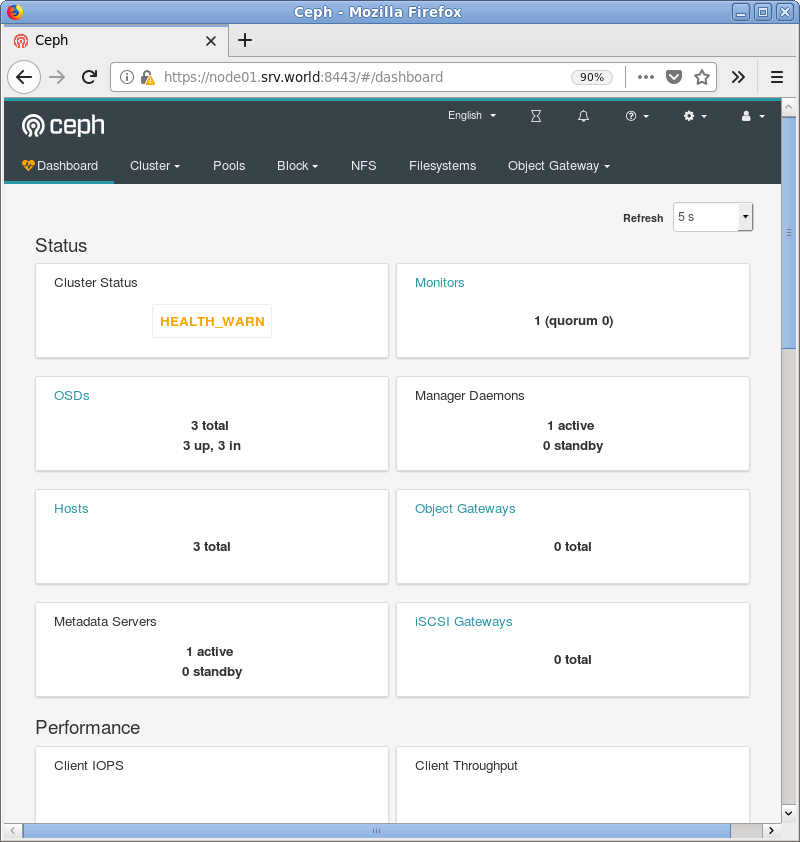 Ceph - Mozilla Firefox
Ceph
https://node01.srv.world:8443/#/dashboard
90%
ceph
English
Dashboard
Cluster
Pools
Block
NFS
Filesystems
Object Gateway
Refresh
5 s
Status
Cluster Status
HEALTH_WARN
Monitors
1 (quorum 0)
OSDs
3 total
3 up, 3 in
Manager Daemons
1 active
0 standby
Hosts
3 total
Object Gateways
0 total
Metadata Servers
1 active
0 standby
iSCSI Gateways
0 total
Performance
Client IOPS
Client Throughput